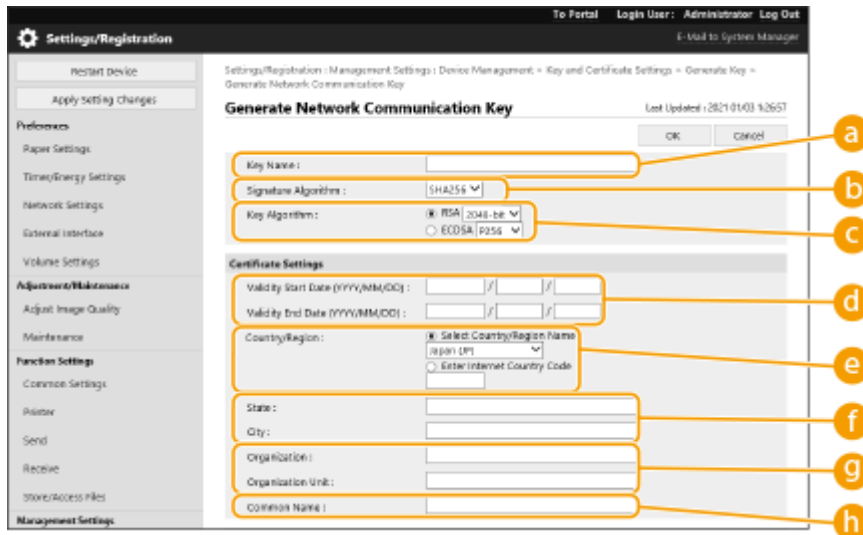 To Portal Login User : Administrator Log Out
Settings/Registration
E-Mail to System Manager
Restart Device
Apply Setting Changes
Settings/Registration : Management Settings : Device Management > Key and Certificate Settings > Generate Key >
Generate Network Communication Key
Generate Network Communication Key
Last Updated : 2021 01/03 1:26:57
OK Cancel
Preferences
Paper Settings
Timer/Energy Settings
Network Settings
External Interface
Volume Settings
Adjustment/Maintenance
Adjust Image Quality
Maintenance
Function Settings
Common Settings
Printer
Send
Receive
Store/Access Files
Management Settings
Key Name :
a
Signature Algorithm : SHA256
b
Key Algorithm : RSA 2048-bit
ECDSA P256
c
Certificate Settings
Validity Start Date (YYYY/MM/DD) : / /
Validity End Date (YYYY/MM/DD) : / /
d
Country/Region : Select Country/Region Name
Japan (JP)
Enter Internet Country Code
e
State :
City :
f
Organization :
Organization Unit :
g
Common Name :
h